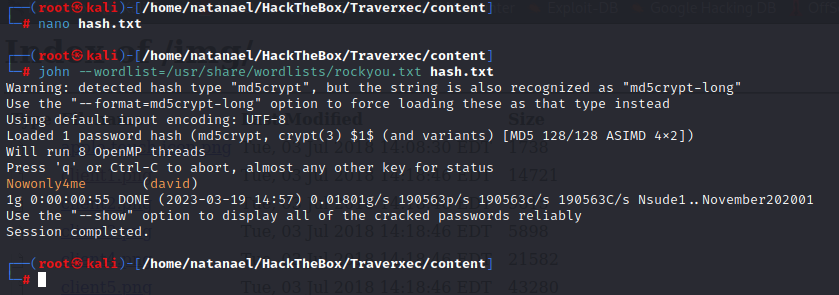 (root㉿kali)-[/home/natanael/HackTheBox/Traverxec/content]
# nano hash.txt
(root㉿kali)-[/home/natanael/HackTheBox/Traverxec/content]
# john --wordlist=/usr/share/wordlists/rockyou.txt hash.txt
Warning: detected hash type "md5crypt", but the string is also recognized as "md5crypt-long"
Use the "--format=md5crypt-long" option to force loading these as that type instead
Using default input encoding: UTF-8
Loaded 1 password hash (md5crypt, crypt(3) $1$ (and variants) [MD5 128/128 ASIMD 4×2])
Will run 8 OpenMP threads
Press 'q' or Ctrl-C to abort, almost any other key for status
Nowonly4me (david)
1g 0:00:00:55 DONE (2023-03-19 14:57) 0.01801g/s 190563p/s 190563c/s 190563C/s Nsude1..November202001
Use the "--show" option to display all of the cracked passwords reliably
Session completed.
(root㉿kali)-[/home/natanael/HackTheBox/Traverxec/content]
#